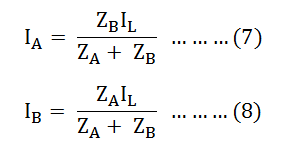 I_A = Z_B I_L / (Z_A + Z_B) … … … (7)
I_B = Z_A I_L / (Z_A + Z_B) … … … (8)